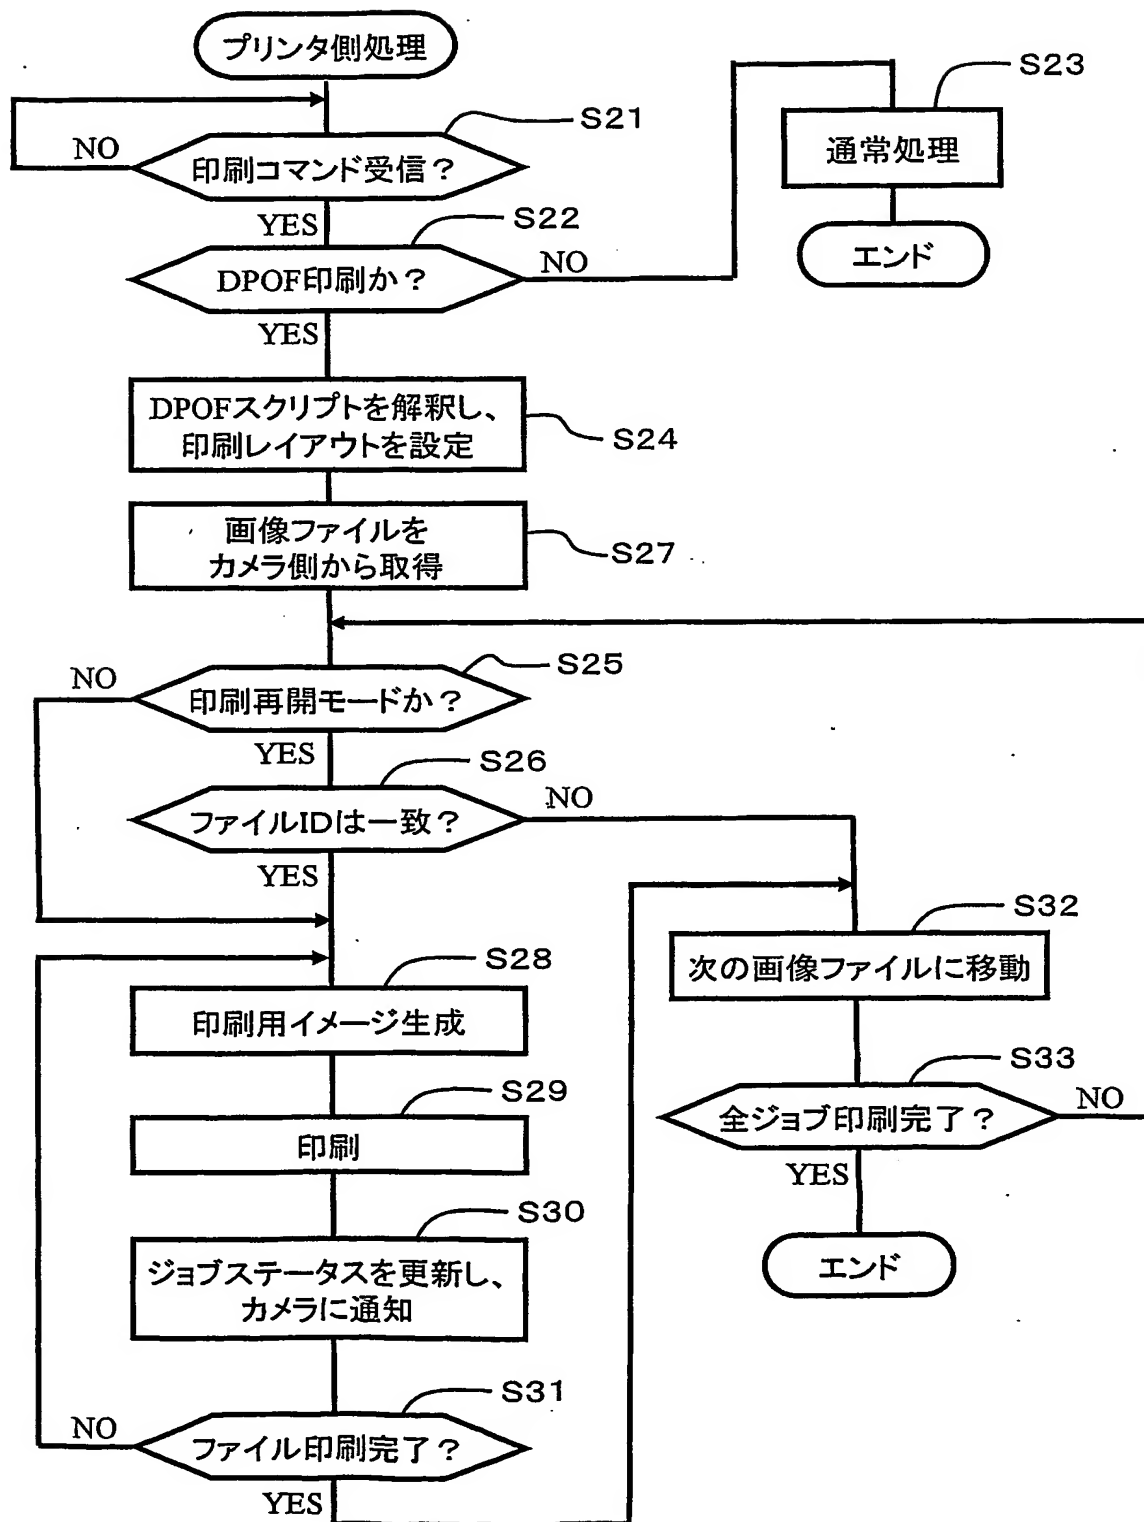 プリンタ側処理
S21
NO
印刷コマンド受信？
YES
S22
DPOF印刷か？
NO
YES
S23
通常処理
エンド
DPOFスクリプトを解釈し、
印刷レイアウトを設定
S24
画像ファイルを
カメラ側から取得
S27
S25
NO
印刷再開モードか？
YES
S26
ファイルIDは一致？
NO
YES
S28
印刷用イメージ生成
S29
印刷
S30
ジョブステータスを更新し、
カメラに通知
S31
NO
ファイル印刷完了？
YES
S32
次の画像ファイルに移動
S33
全ジョブ印刷完了？
NO
YES
エンド